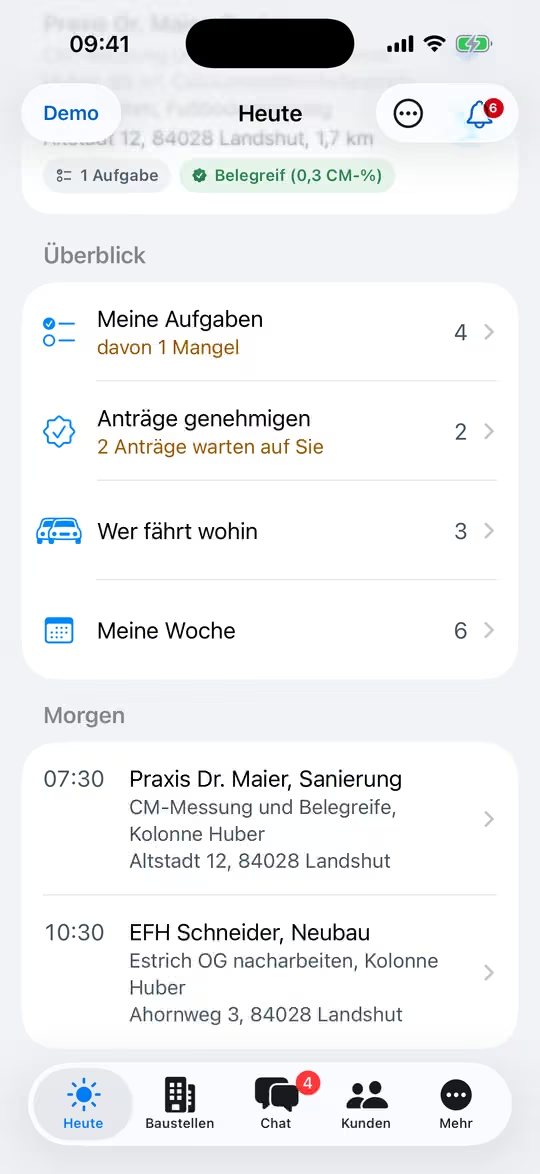 09:41
Demo
Heute
6
Altstadt 12, 84028 Landshut, 1,7 km
1 Aufgabe
Belegreif (0,3 CM-%)
Überblick
Meine Aufgaben
davon 1 Mangel
4
Anträge genehmigen
2 Anträge warten auf Sie
2
Wer fährt wohin
3
Meine Woche
6
Morgen
07:30
Praxis Dr. Maier, Sanierung
CM-Messung und Belegreife,
Kolonne Huber
Altstadt 12, 84028 Landshut
10:30
EFH Schneider, Neubau
Estrich OG nacharbeiten, Kolonne
Huber
Ahornweg 3, 84028 Landshut
Heute
Baustellen
4
Chat
Kunden
Mehr